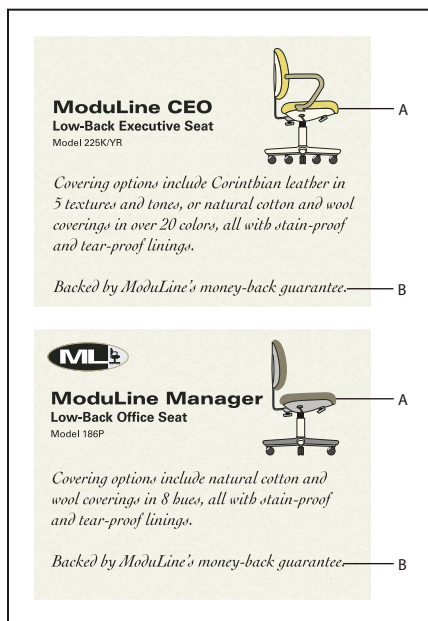 ModuLine CEO
Low-Back Executive Seat
Model 225K/YR
A
Covering options include Corinthian leather in
5 textures and tones, or natural cotton and wool
coverings in over 20 colors, all with stain-proof
and tear-proof linings.
Backed by ModuLine's money-back guarantee.
B
ML
ModuLine Manager
A
Low-Back Office Seat
Model 186P
Covering options include natural cotton and
wool coverings in 8 hues, all with stain-proof
and tear-proof linings.
Backed by ModuLine's money-back guarantee.
B